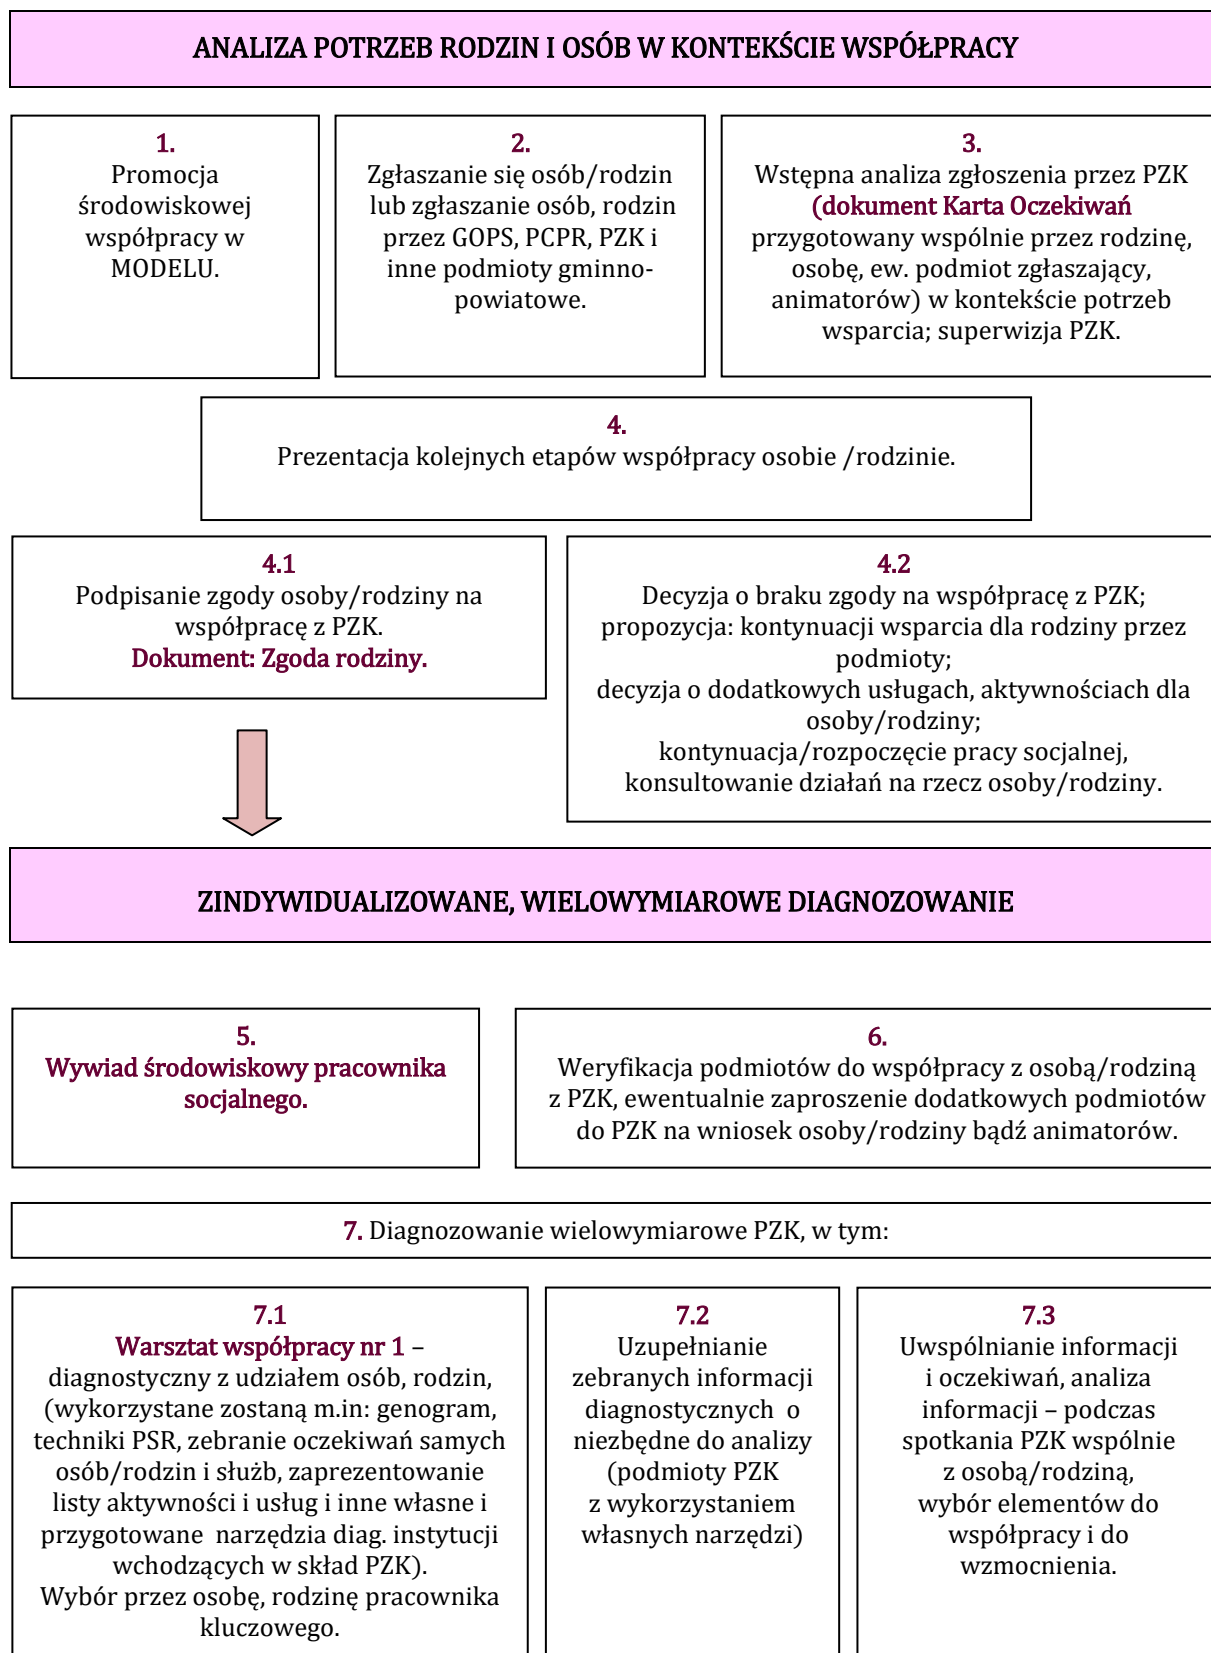 ANALIZA POTRZEB RODZIN I OSÓB W KONTEKŚCIE WSPÓŁPRACY
1.
Promocja
środowiskowej
współpracy w
MODELU.
2.
Zgłaszanie się osób/rodzin
lub zgłaszanie osób, rodzin
przez GOPS, PCPR, PZK i
inne podmioty gminno-
powiatowe.
3.
Wstępna analiza zgłoszenia przez PZK
(dokument Karta Oczekiwań
przygotowany wspólnie przez rodzinę,
osobę, ew. podmiot zgłaszający,
animatorów) w kontekście potrzeb
wsparcia; superwizja PZK.
4.
Prezentacja kolejnych etapów współpracy osobie /rodzinie.
4.1
Podpisanie zgody osoby/rodziny na
współpracę z PZK.
Dokument: Zgoda rodziny.
4.2
Decyzja o braku zgody na współpracę z PZK;
propozycja: kontynuacji wsparcia dla rodziny przez
podmioty;
decyzja o dodatkowych usługach, aktywnościach dla
osoby/rodziny;
kontynuacja/rozpoczęcie pracy socjalnej,
konsultowanie działań na rzecz osoby/rodziny.
ZINDYWIDUALIZOWANE, WIELOWYMIAROWE DIAGNOZOWANIE
5.
Wywiad środowiskowy pracownika
socjalnego.
6.
Weryfikacja podmiotów do współpracy z osobą/rodziną
z PZK, ewentualnie zaproszenie dodatkowych podmiotów
do PZK na wniosek osoby/rodziny bądź animatorów.
7. Diagnozowanie wielowymiarowe PZK, w tym:
7.1
Warsztat współpracy nr 1 –
diagnostyczny z udziałem osób, rodzin,
(wykorzystane zostaną m.in: genogram,
techniki PSR, zebranie oczekiwań samych
osób/rodzin i służb, zaprezentowanie
listy aktywności i usług i inne własne i
przygotowane narzędzia diag. instytucji
wchodzących w skład PZK).
Wybór przez osobę, rodzinę pracownika
kluczowego.
7.2
Uzupełnianie
zebranych informacji
diagnostycznych o
niezbędne do analizy
(podmioty PZK
z wykorzystaniem
własnych narzędzi)
7.3
Uwspólnianie informacji
i oczekiwań, analiza
informacji – podczas
spotkania PZK wspólnie
z osobą/rodziną,
wybór elementów do
współpracy i do
wzmocnienia.